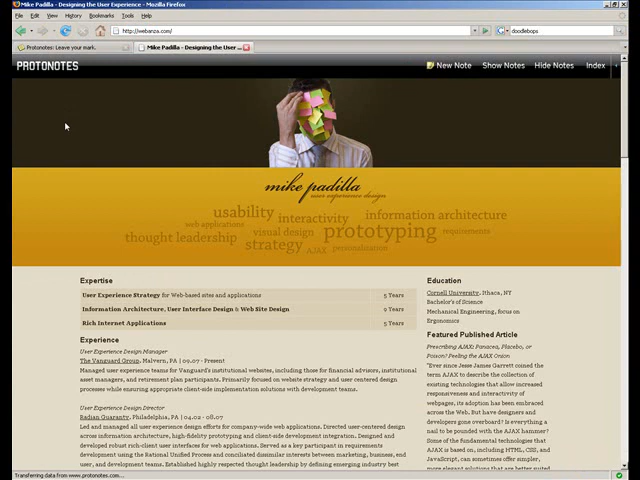 Mike Padilla - Designing the User Experience - Mozilla Firefox
File Edit View History Bookmarks Tools Help
http://webanza.com/
doodlebops
Protonotes: Leave your mark.
Mike Padilla - Designing the User ...
PROTONOTES
New Note Show Notes Hide Notes Index
mike padilla
user experience design
usability
interactivity
information architecture
web applications
visual design
prototyping
requirements
thought leadership
strategy
AJAX
personalization
Expertise
User Experience Strategy for Web-based sites and applications 5 Years
Information Architecture, User Interface Design & Web Site Design 9 Years
Rich Internet Applications 5 Years
Experience
User Experience Design Manager
The Vanguard Group, Malvern, PA | 09.07 - Present
Managed user experience teams for Vanguard's institutional websites, including those for financial advisors, institutional
asset managers, and retirement plan participants. Primarily focused on website strategy and user centered design
processes while ensuring appropriate client-side implementation solutions with development teams.
User Experience Design Director
Radian Guaranty, Philadelphia, PA | 04.02 - 08.07
Led and managed all user experience design efforts for company-wide web applications. Directed user-centered design
across information architecture, high-fidelity prototyping and client-side development integration. Designed and
developed robust rich-client user interfaces for web applications. Served as a key participant in requirements
development using the Rational Unified Process and conciliated dissimilar interests between marketing, business, end
user, and development teams. Established highly respected thought leadership by defining emerging industry best
Education
Cornell University, Ithaca, NY
Bachelor's of Science
Mechanical Engineering, focus on
Ergonomics
Featured Published Article
Prescribing AJAX: Panacea, Placebo, or
Poison? Peeling the AJAX Onion
"Ever since Jesse James Garrett coined the
term AJAX to describe the collection of
existing technologies that allow increased
responsiveness and interactivity of
webpages, its adoption has been embraced
across the Web. But have designers and
developers gone overboard? Is everything a
nail to be pounded with the AJAX hammer?
Some of the fundamental technologies that
AJAX is based on, including HTML, CSS, and
JavaScript, can sometimes offer simpler,
more elegant solutions that are better suited
Transferring data from www.protonotes.com...